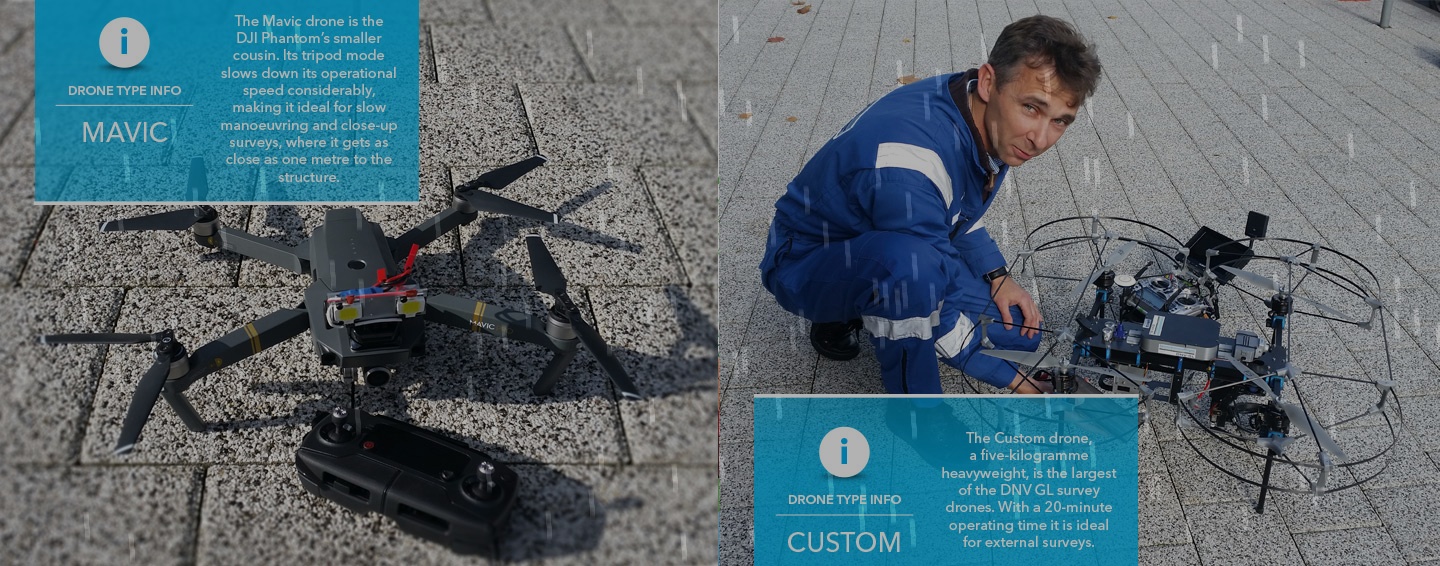 i
DRONE TYPE INFO
MAVIC
The Mavic drone is the
DJI Phantom's smaller
cousin. Its tripod mode
slows down its operational
speed considerably,
making it ideal for slow
manoeuvring and close-up
surveys, where it gets as
close as one metre to the
structure.
MAVIC
i
DRONE TYPE INFO
CUSTOM
The Custom drone,
a five-kilogramme
heavyweight, is the largest
of the DNV GL survey
drones. With a 20-minute
operating time it is ideal
for external surveys.